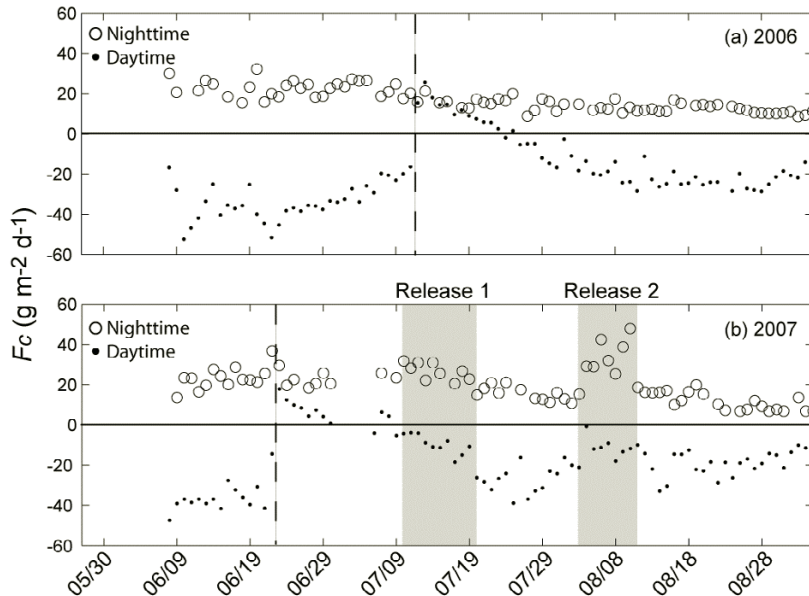 60
40
20
0
-20
-40
-60
○ Nighttime
• Daytime
(a) 2006
Fc (g m-2 d-1)
Release 1
Release 2
60
40
20
0
-20
-40
-60
○ Nighttime
• Daytime
(b) 2007
05/30
06/09
06/19
06/29
07/09
07/19
07/29
08/08
08/18
08/28